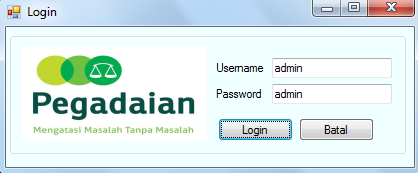 Login
Pegadaian
Mengatasi Masalah Tanpa Masalah
Username admin
Password admin
Login Batal